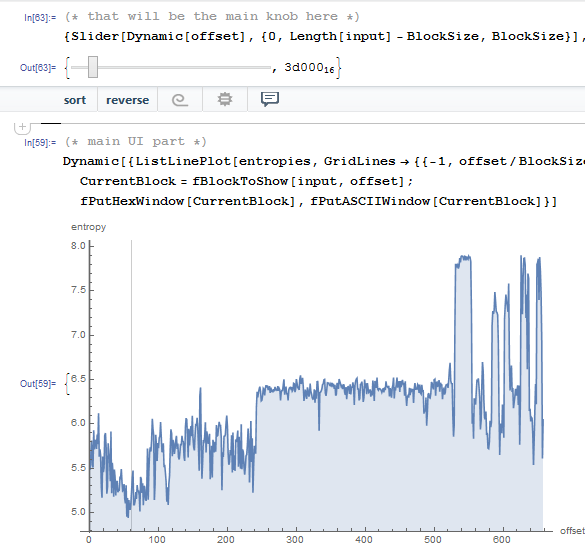 In[63]:= (* that will be the main knob here *)
{Slider[Dynamic[offset], {0, Length[input] - BlockSize, BlockSize}],
Out[63]= { , 3d000₁₆}
sort reverse
In[59]:= (* main UI part *)
Dynamic[{ListLinePlot[entropies, GridLines → {{-1, offset/BlockSiz
CurrentBlock = fBlockToShow[input, offset];
fPutHexWindow[CurrentBlock], fPutASCIIWindow[CurrentBlock]}]
entropy
8.0
7.5
7.0
Out[59]= { 6.5
6.0
5.5
5.0
0 100 200 300 400 500 600 offset